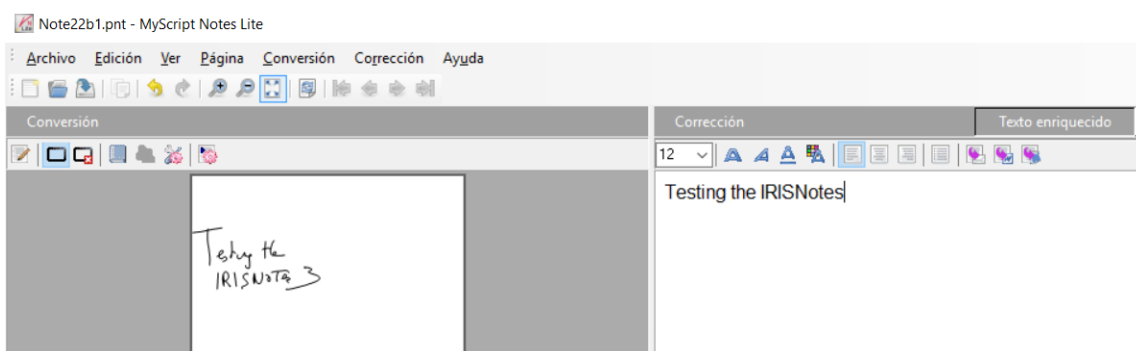 Note22b1.pnt - MyScript Notes Lite
Archivo Edición Ver Página Conversión Corrección Ayuda
Conversión
Corrección Texto enriquecido
12
Testing the
IRISNotes 3
Testing the IRISNotes